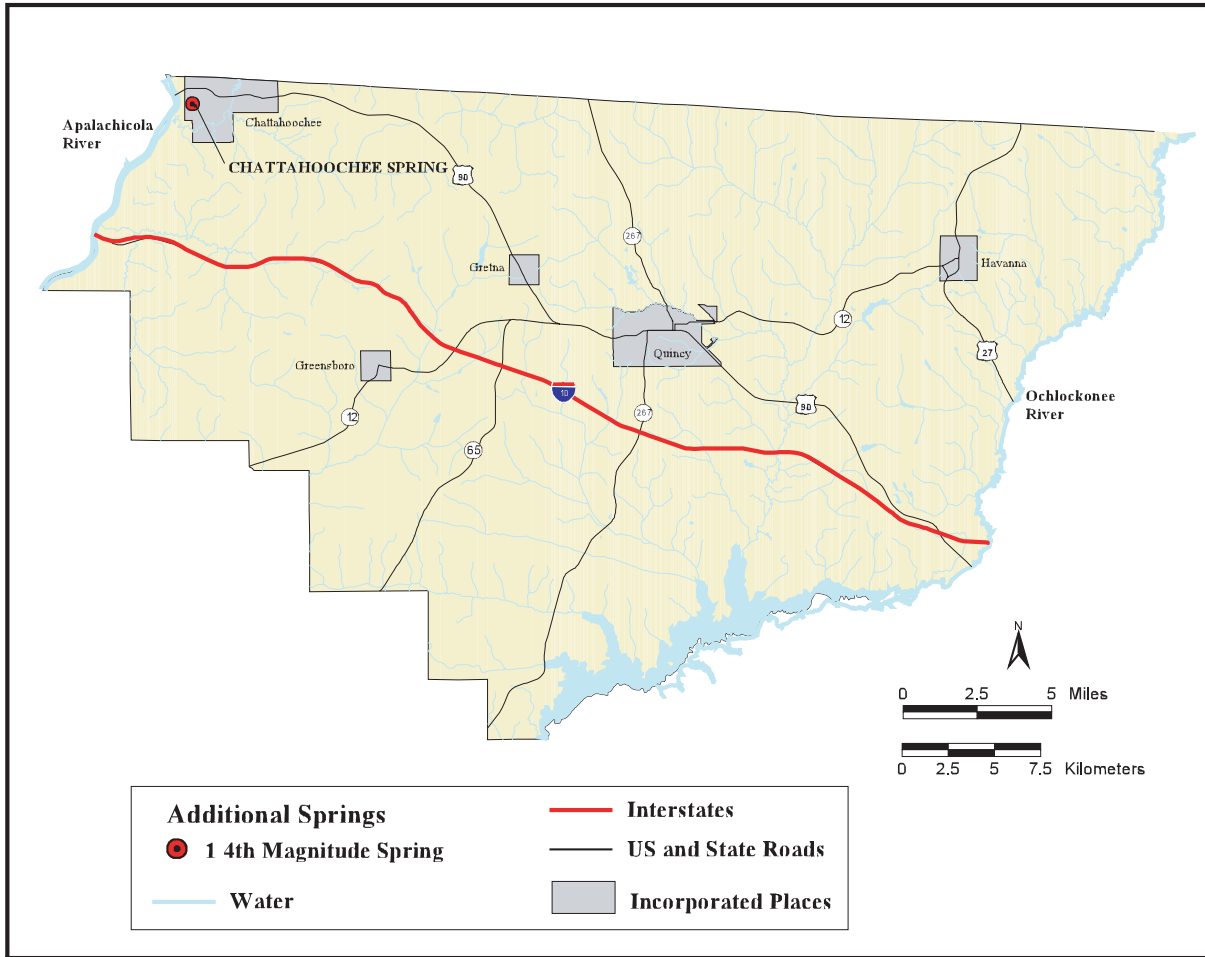 Apalachicola
River
Chattahoochee
CHATTAHOOCHEE SPRING
90
267
Gretna
Havanna
12
Quincy
27
Greensboro
10
90
Ochlockonee
River
12
267
65
N
0 2.5 5 Miles
0 2.5 5 7.5 Kilometers
Additional Springs
1 4th Magnitude Spring
Water
Interstates
US and State Roads
Incorporated Places